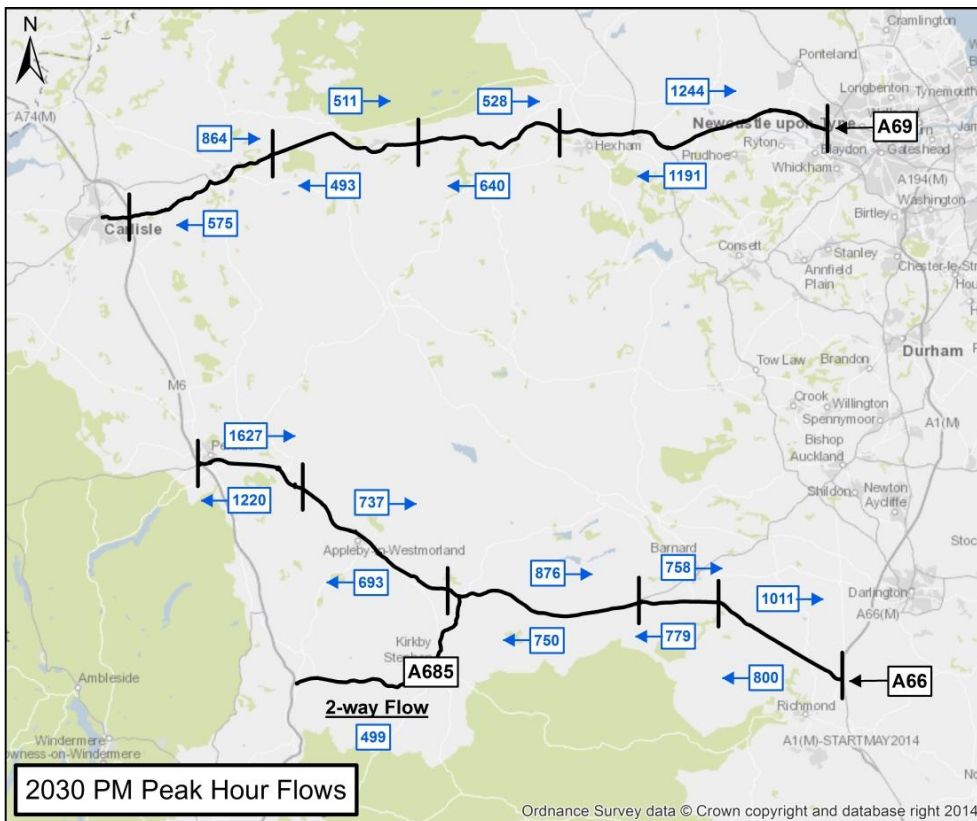 N
Cramlington
Ponteland
Longbenton
Tynemouth
A74(M)
511
528
1244
864
Newcastle upon Tyne
A69
Hexham
Prudhoe
Ryton
Blaydon
Gateshead
Whickham
493
640
1191
A194(M)
Washington
575
Carlisle
Birtley
Consett
Stanley
Annfield
Plain
Chester-le-Str
Durham
Tow Law
Brandon
M6
Crook
Willington
Spennymoor
A1(M)
1627
Bishop
Auckland
Shildon
Newton
Aycliffe
1220
737
Appleby-in-Westmorland
Barnard
876
758
Darlington
693
1011
A66(M)
750
779
Kirkby
Stephen
A685
800
A66
Ambleside
2-way Flow
499
Richmond
Windermere
A1(M)-STARTMAY2014
2030 PM Peak Hour Flows
Ordnance Survey data © Crown copyright and database right 2014